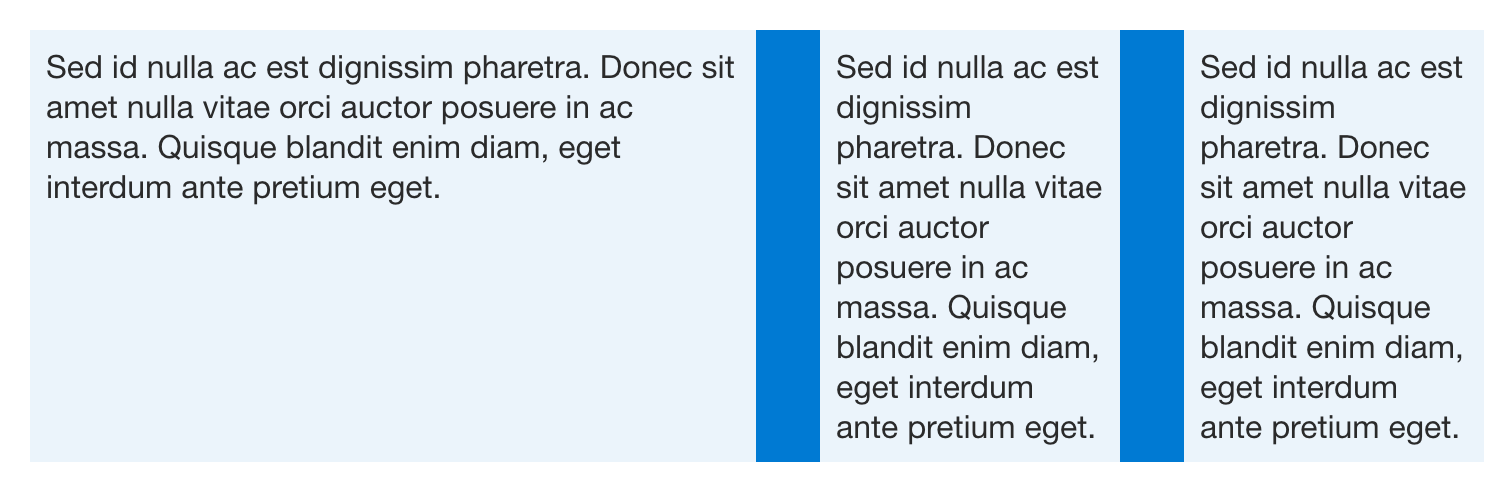 Sed id nulla ac est dignissim pharetra. Donec sit
amet nulla vitae orci auctor posuere in ac
massa. Quisque blandit enim diam, eget
interdum ante pretium eget.
Sed id nulla ac est
dignissim
pharetra. Donec
sit amet nulla vitae
orci auctor
posuere in ac
massa. Quisque
blandit enim diam,
eget interdum
ante pretium eget.
Sed id nulla ac est
dignissim
pharetra. Donec
sit amet nulla vitae
orci auctor
posuere in ac
massa. Quisque
blandit enim diam,
eget interdum
ante pretium eget.